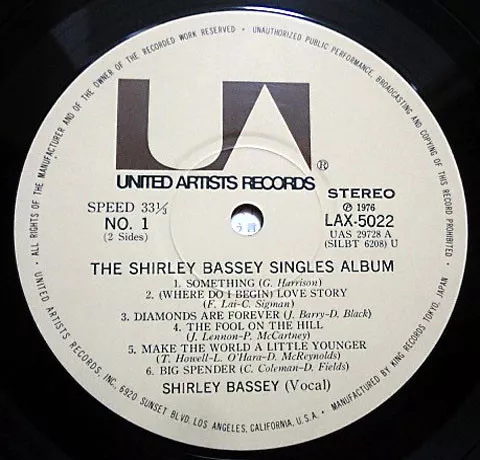 ALL RIGHTS OF THE MANUFACTURER AND OF THE OWNER OF THE RECORDED WORK RESERVED • UNAUTHORIZED PUBLIC PERFORMANCE, BROADCASTING AND COPYING OF THIS RECORD PROHIBITED •
UA
®
UNITED ARTISTS RECORDS
SPEED 33⅓
NO. 1
(2 Sides)
STEREO
Ⓟ 1976
LAX-5022
UAS 29728 A
(SILBT 6208) U
THE SHIRLEY BASSEY SINGLES ALBUM
1. SOMETHING (G. Harrison)
2. (WHERE DO I BEGIN) LOVE STORY
(F. Lai-C. Sigman)
3. DIAMONDS ARE FOREVER (J. Barry-D. Black)
4. THE FOOL ON THE HILL
(J. Lennon-P. McCartney)
5. MAKE THE WORLD A LITTLE YOUNGER
(T. Howell-L. O'Hara-D. McReynolds)
6. BIG SPENDER (C. Coleman-D. Fields)
SHIRLEY BASSEY (Vocal)
UNITED ARTISTS RECORDS, INC., 6920 SUNSET BLVD, LOS ANGELES, CALIFORNIA, U.S.A. • MANUFACTURED BY KING RECORDS TOKYO, JAPAN